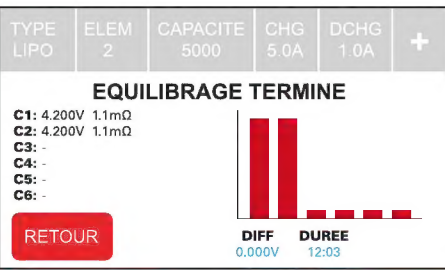 TYPE ELEM CAPACITE CHG DCHG +
LIPO 2 5000 5.0A 1.0A
EQUILIBRAGE TERMINE
C1: 4.200V 1.1mΩ
C2: 4.200V 1.1mΩ
C3: -
C4: -
C5: -
C6: -
RETOUR
DIFF DUREE
0.000V 12:03